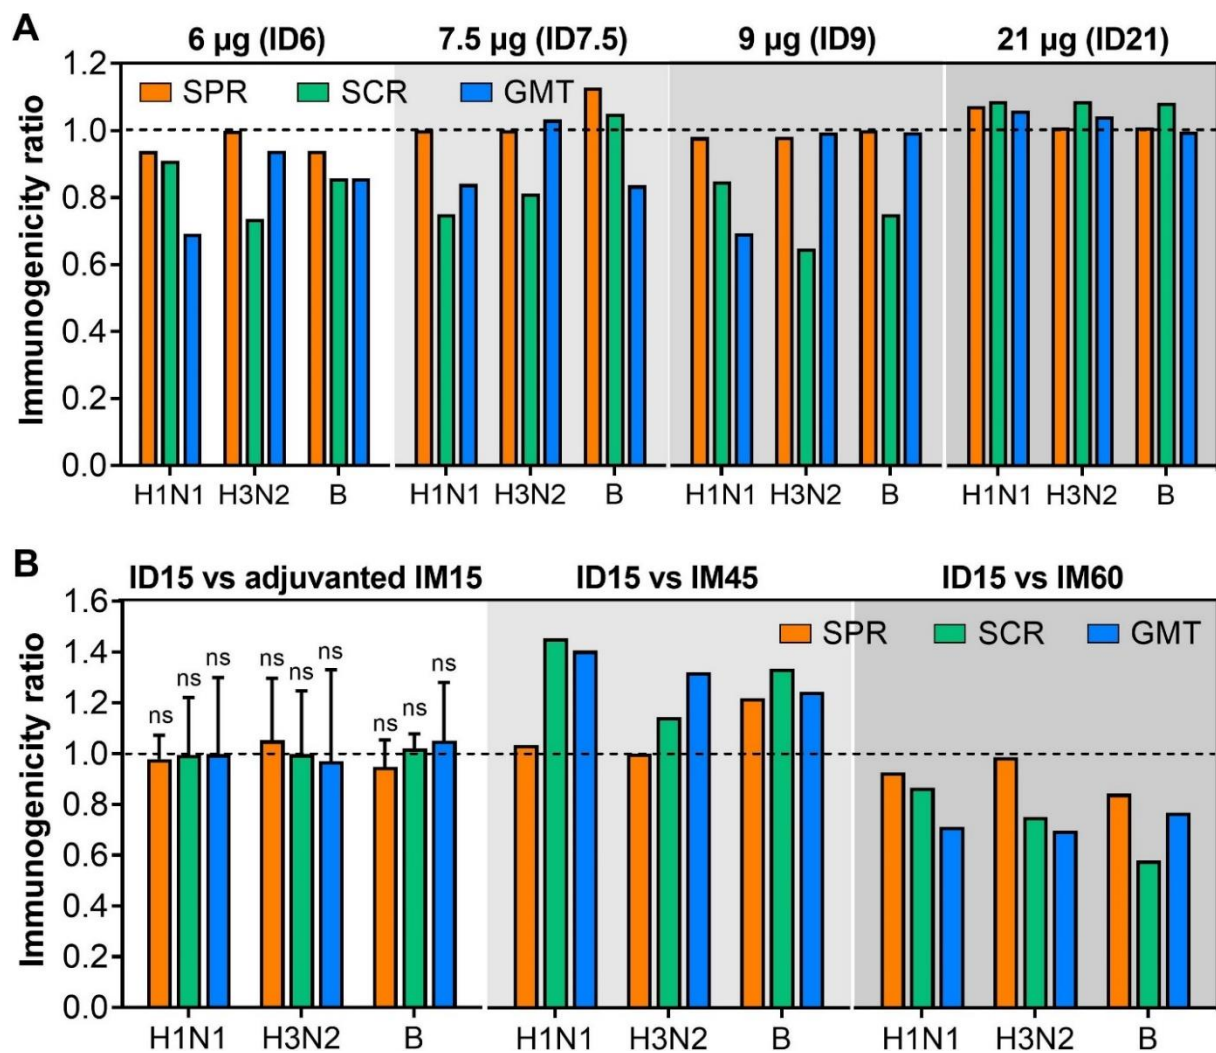 A
6 µg (ID6) 7.5 µg (ID7.5) 9 µg (ID9) 21 µg (ID21)
SPR SCR GMT
Immunogenicity ratio
1.2
1.0
0.8
0.6
0.4
0.2
0.0
H1N1 H3N2 B H1N1 H3N2 B H1N1 H3N2 B H1N1 H3N2 B
B
ID15 vs adjuvanted IM15 ID15 vs IM45 ID15 vs IM60
SPR SCR GMT
Immunogenicity ratio
1.6
1.4
1.2
1.0
0.8
0.6
0.4
0.2
0.0
ns ns ns ns ns ns ns ns ns
H1N1 H3N2 B H1N1 H3N2 B H1N1 H3N2 B